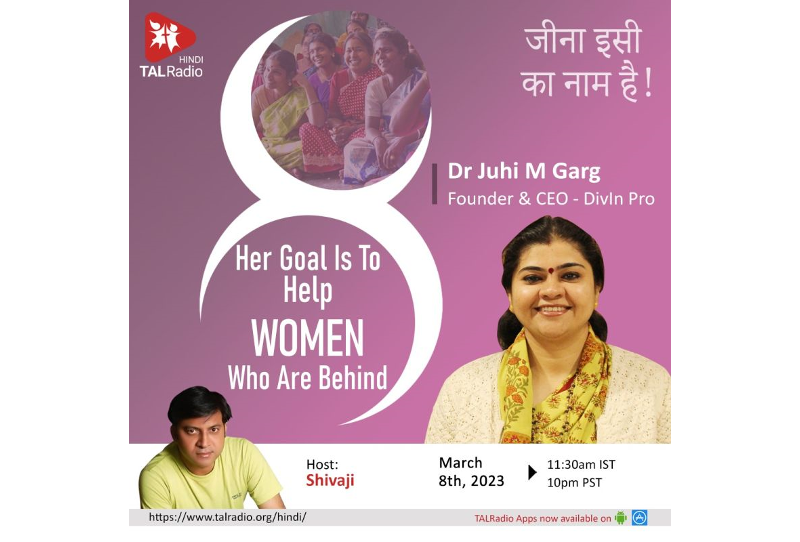 HINDI
TALRadio
जीना इसी
का नाम है!
Dr Juhi M Garg
Founder & CEO - DivIn Pro
8
Her Goal Is To
Help
WOMEN
Who Are Behind
Host:
Shivaji
March
8th, 2023
11:30am IST
10pm PST
https://www.talradio.org/hindi/
TALRadio Apps now available on